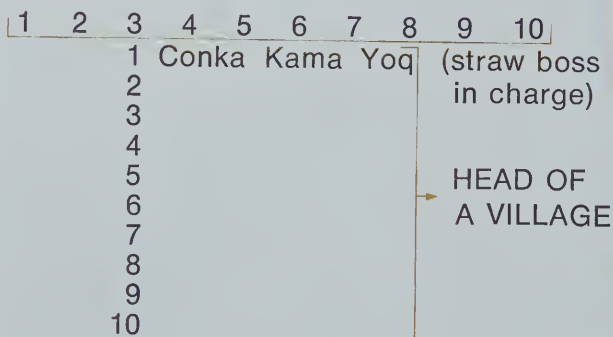 1 2 3 4 5 6 7 8 9 10
1 Conka Kama Yoq (straw boss
2 in charge)
3
4
5 HEAD OF
6 A VILLAGE
7
8
9
10